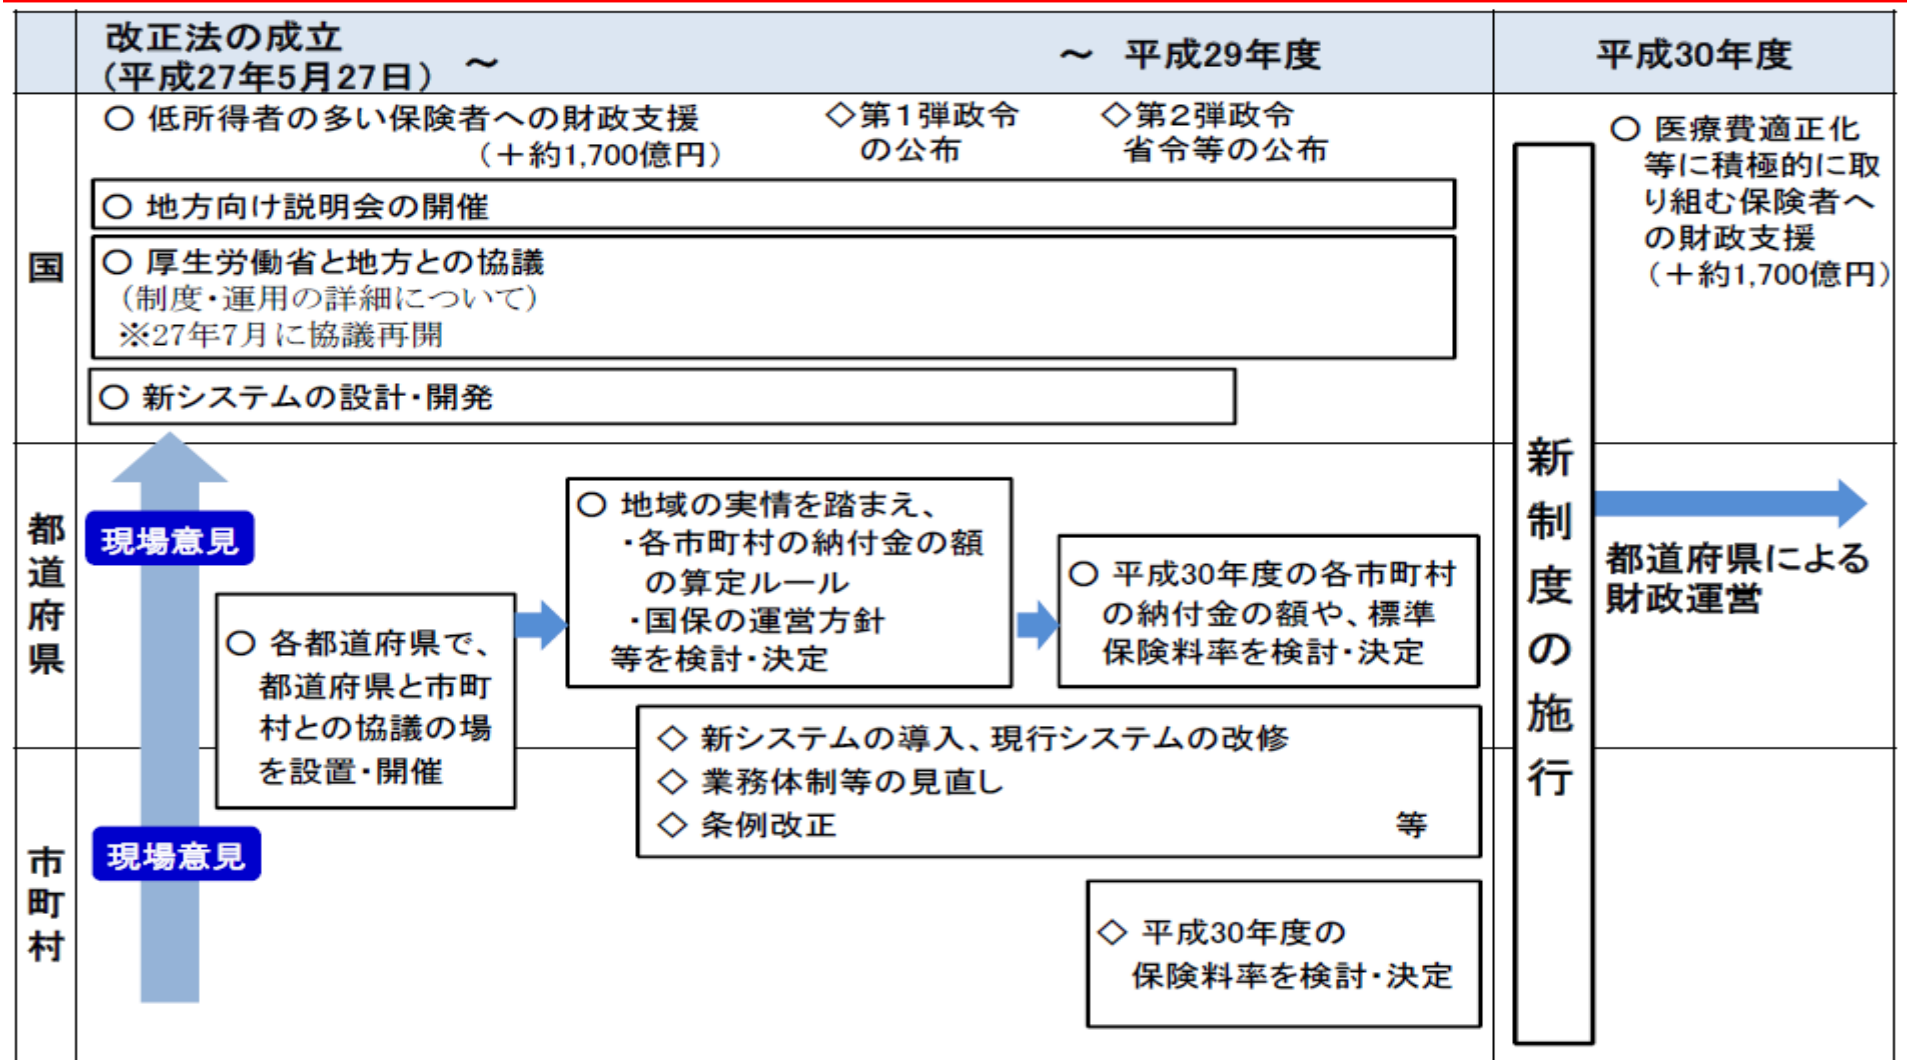 改正法の成立
(平成27年5月27日) ~
~ 平成29年度
平成30年度
国
○ 低所得者の多い保険者への財政支援
(+約1,700億円)
◇第1弾政令
の公布
◇第2弾政令
省令等の公布
○ 地方向け説明会の開催
○ 厚生労働省と地方との協議
(制度・運用の詳細について)
※27年7月に協議再開
○ 新システムの設計・開発
○ 医療費適正化
等に積極的に取
り組む保険者へ
の財政支援
(+約1,700億円)
新制度の施行
都道府県
現場意見
○ 各都道府県で、
都道府県と市町
村との協議の場
を設置・開催
○ 地域の実情を踏まえ、
・各市町村の納付金の額
の算定ルール
・国保の運営方針
等を検討・決定
○ 平成30年度の各市町村
の納付金の額や、標準
保険料率を検討・決定
都道府県による
財政運営
◇ 新システムの導入、現行システムの改修
◇ 業務体制等の見直し
◇ 条例改正 等
市町村
現場意見
◇ 平成30年度の
保険料率を検討・決定